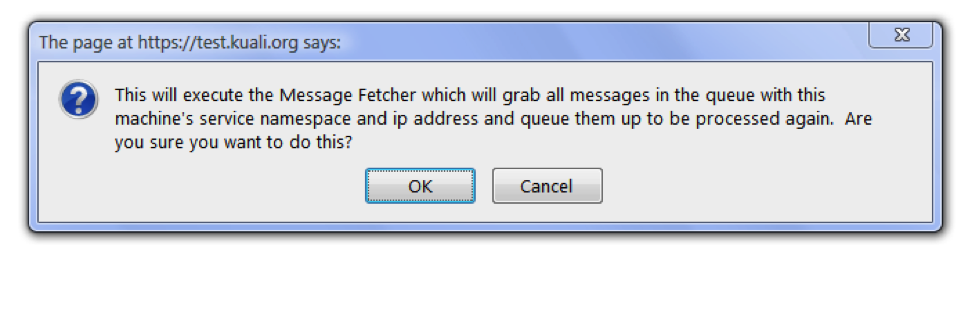 The page at https://test.kuali.org says:
This will execute the Message Fetcher which will grab all messages in the queue with this
machine's service namespace and ip address and queue them up to be processed again.  Are
you sure you want to do this?
OK Cancel